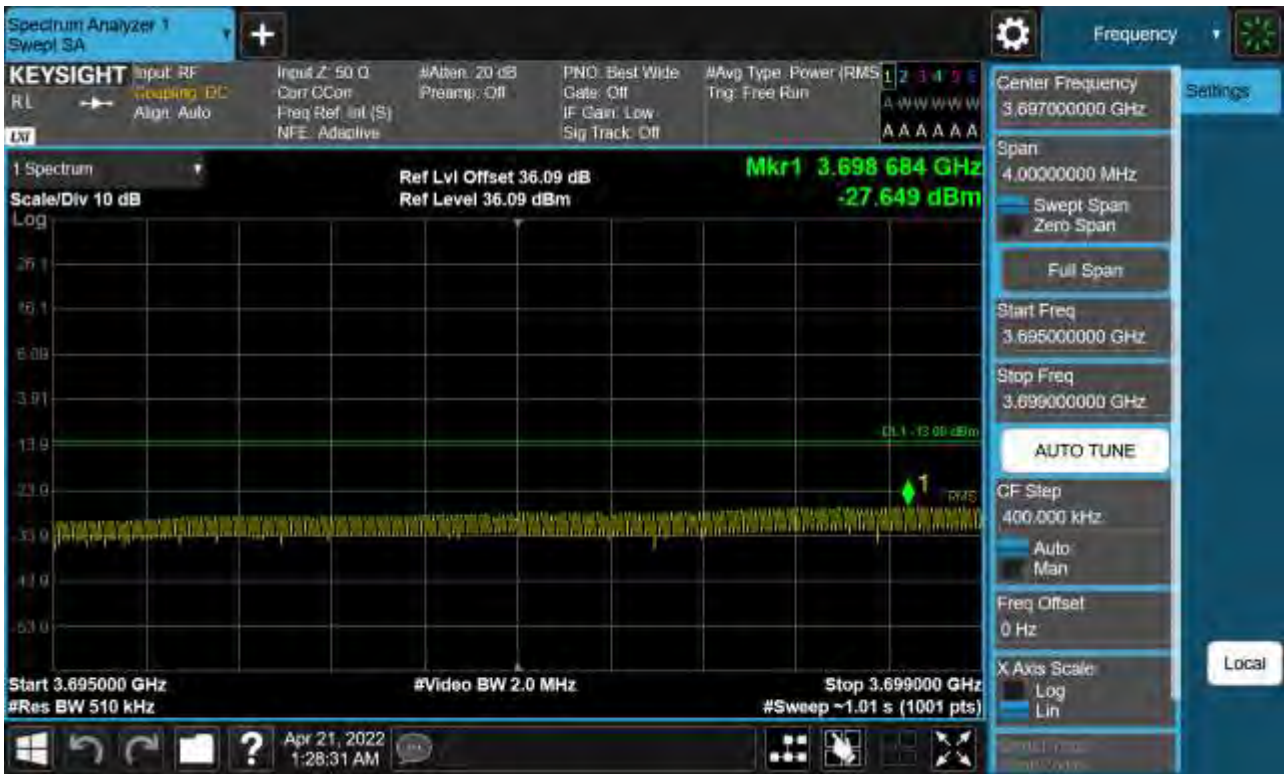 Spectrum Analyzer 1
Swept SA
Frequency
KEYSIGHT
RL
Input: RF
Coupling: DC
Align: Auto
Input Z: 50 Ω
Corr CCorr
Freq Ref: Int (S)
NFE: Adaptive
#Atten: 20 dB
Preamp: Off
PNO: Best Wide
Gate: Off
IF Gain: Low
Sig Track: Off
#Avg Type: Power (RMS
Trig: Free Run
1 2 3 4 5 6
A W W W W W
A A A A A A
1 Spectrum
Scale/Div 10 dB
Log
Ref Lvl Offset 36.09 dB
Ref Level 36.09 dBm
Mkr1 3.698 684 GHz
-27.649 dBm
26.1
16.1
6.09
-3.91
-13.9
-23.9
-33.9
-43.9
-53.9
DL1 -13.00 dBm
1
RMS
Start 3.695000 GHz
#Res BW 510 kHz
#Video BW 2.0 MHz
Stop 3.699000 GHz
#Sweep ~1.01 s (1001 pts)
Center Frequency
3.697000000 GHz
Settings
Span
4.00000000 MHz
Swept Span
Zero Span
Full Span
Start Freq
3.695000000 GHz
Stop Freq
3.699000000 GHz
AUTO TUNE
CF Step
400.000 kHz
Auto
Man
Freq Offset
0 Hz
X Axis Scale
Log
Lin
Local
?
Apr 21, 2022
1:28:31 AM